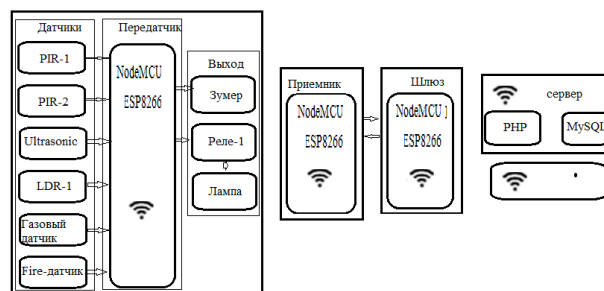 Датчики
Передатчик
Выход
PIR-1
PIR-2
Ultrasonic
LDR-1
Газовый
датчик
Fire-датчик
NodeMCU
ESP8266
Зумер
Реле-1
Лампа
Приемник
NodeMCU
ESP8266
Шлюз
NodeMCU
ESP8266
сервер
PHP
MySQL